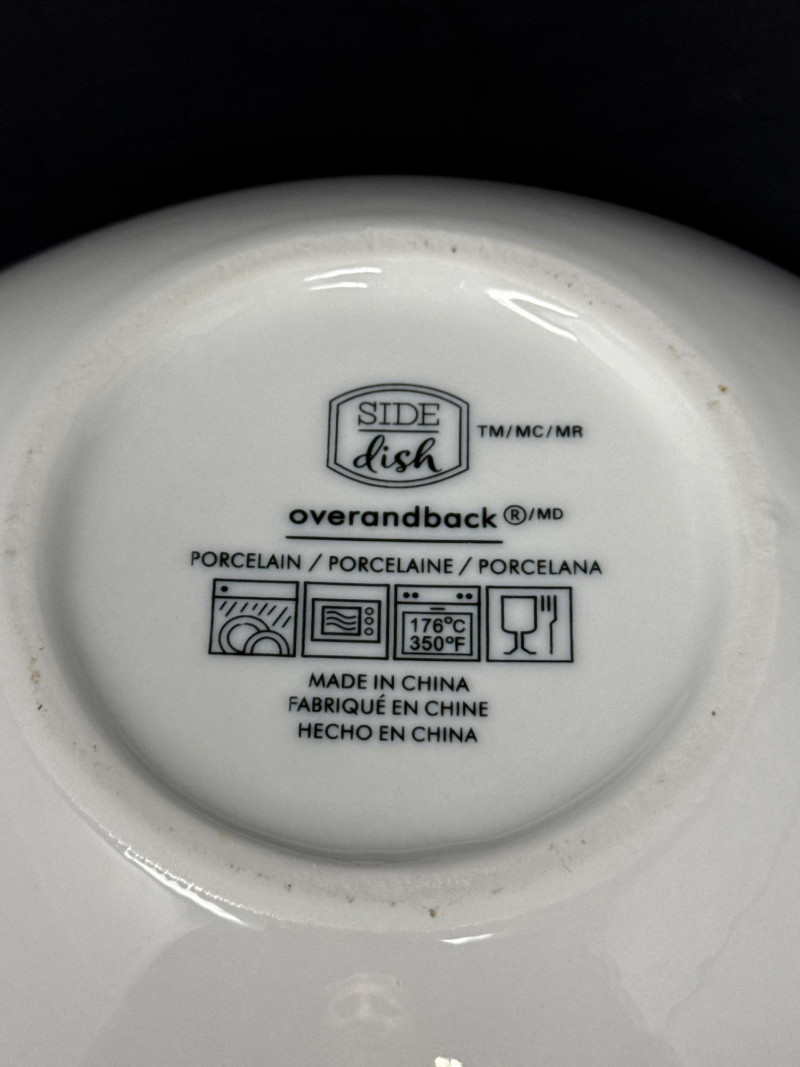 SIDE
dish
TM/MC/MR
overandback®/MD
PORCELAIN / PORCELAINE / PORCELANA
176°C
350°F
MADE IN CHINA
FABRIQUÉ EN CHINE
HECHO EN CHINA